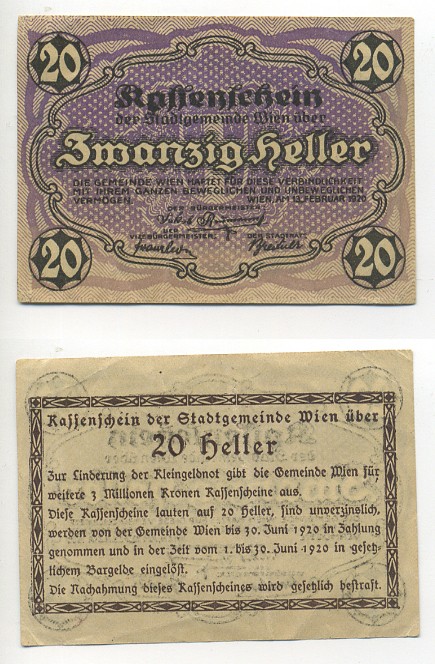 20 20
Kassenschein
der Stadtgemeinde Wien über
Zwanzig Heller
DIE GEMEINDE WIEN HAFTET FÜR DIESE VERBINDLICHKEIT
MIT IHREM GANZEN BEWEGLICHEN UND UNBEWEGLICHEN
VERMÖGEN. WIEN, AM 13. FEBRUAR 1920
DER BÜRGERMEISTER:
VIZEBÜRGERMEISTER: DER STADTRAT:
20 20
Kassenschein der Stadtgemeinde Wien über
20 Heller
Zur Linderung der Kleingeldnot gibt die Gemeinde Wien für
weitere 3 Millionen Kronen Kassenscheine aus.
Diese Kassenscheine lauten auf 20 Heller, sind unverzinslich,
werden von der Gemeinde Wien bis 30. Juni 1920 in Zahlung
genommen und in der Zeit vom 1. bis 30. Juni 1920 in gesetz-
lichem Bargelde eingelöst.
Die Nachahmung dieses Kassenscheines wird gesetzlich bestraft.